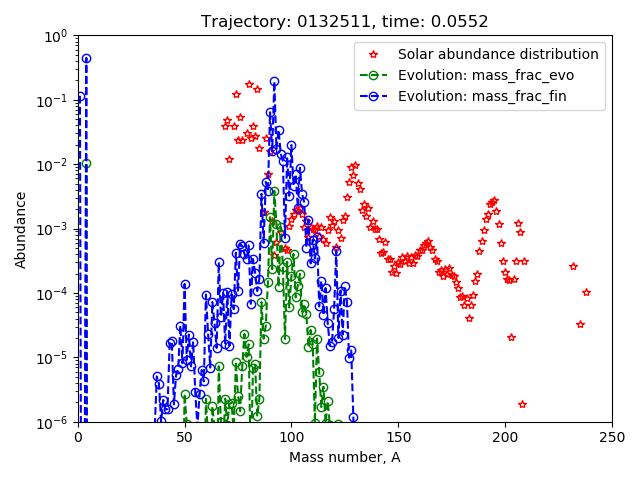 Trajectory: 0132511, time: 0.0552
Solar abundance distribution
Evolution: mass_frac_evo
Evolution: mass_frac_fin
Abundance
10⁰
10⁻¹
10⁻²
10⁻³
10⁻⁴
10⁻⁵
10⁻⁶
0 50 100 150 200 250
Mass number, A